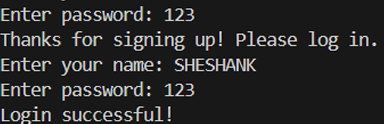 Enter password: 123
Thanks for signing up! Please log in.
Enter your name: SHESHANK
Enter password: 123
Login successful!